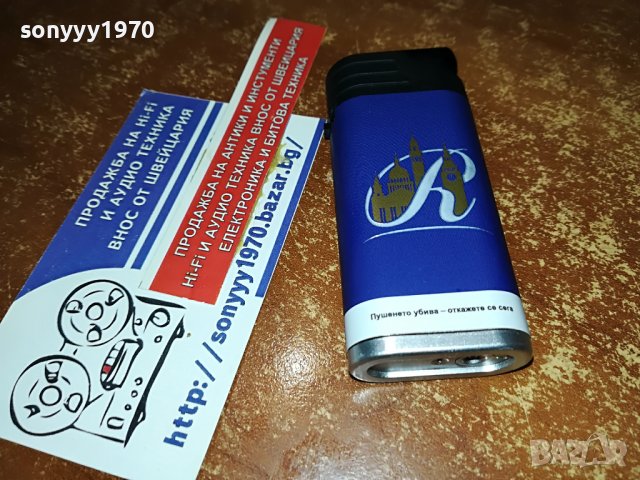 sonyyy1970
ПРОДАЖБА НА Hi-Fi
И АУДИО ТЕХНИКА
ВНОС ОТ ШВЕЙЦАРИЯ
ПРОДАЖБА НА АНТИКИ И ИНСТУМЕНТИ
Hi-Fi И АУДИО ТЕХНИКА ВНОС ОТ ШВЕЙЦАРИЯ
ЕЛЕКТРОНИКА И БИТОВА ТЕХНИКА
http://sonyyy1970.bazar.bg/
R
Пушенето убива – откажете се сега
BAZAR